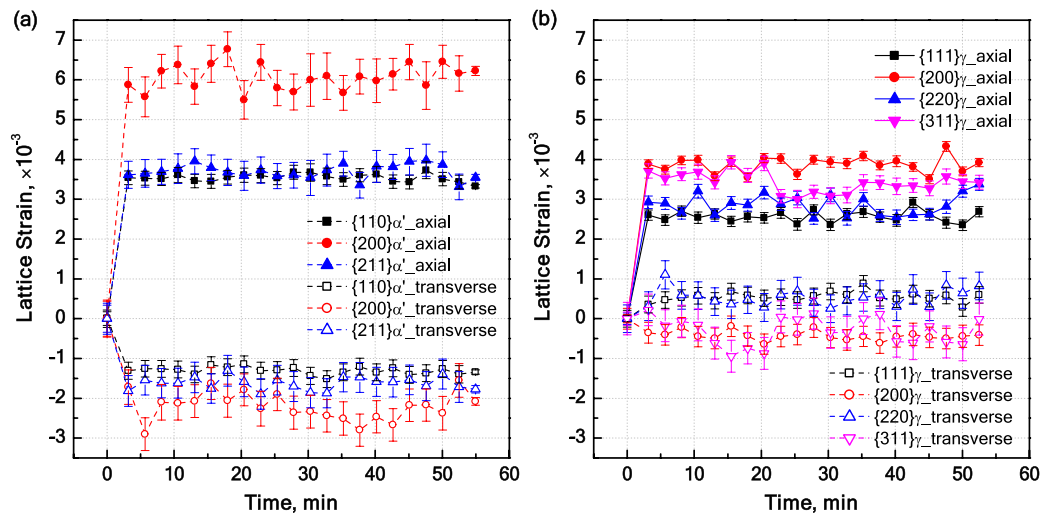 (a)
7
6
5
4
3
2
1
0
-1
-2
-3
Lattice Strain, ×10⁻³
{110}α'_axial
{200}α'_axial
{211}α'_axial
{110}α'_transverse
{200}α'_transverse
{211}α'_transverse
0 10 20 30 40 50 60
Time, min
(b)
7
6
5
4
3
2
1
0
-1
-2
-3
Lattice Strain, ×10⁻³
{111}γ_axial
{200}γ_axial
{220}γ_axial
{311}γ_axial
{111}γ_transverse
{200}γ_transverse
{220}γ_transverse
{311}γ_transverse
0 10 20 30 40 50 60
Time, min